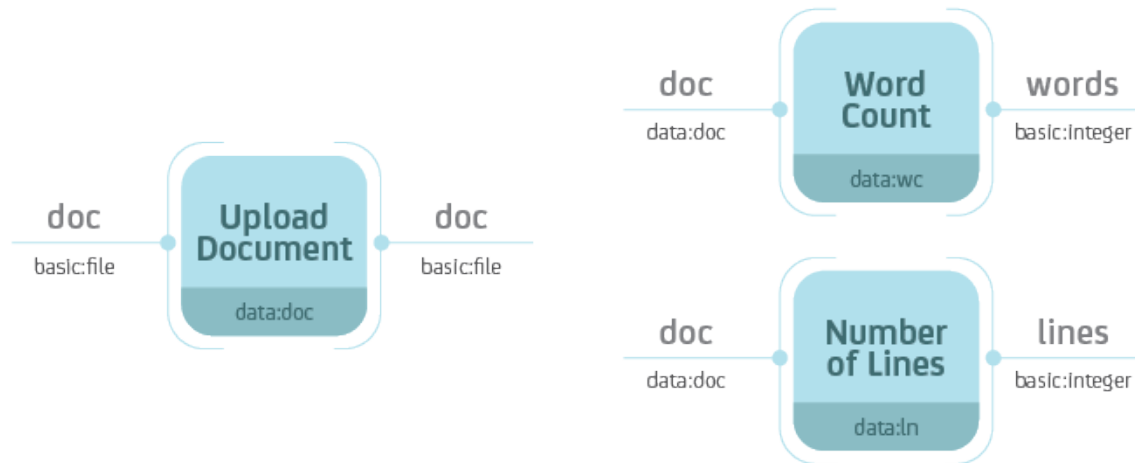 doc
basic:file
Upload
Document
data:doc
doc
basic:file
doc
data:doc
Word
Count
data:wc
words
basic:integer
doc
data:doc
Number
of Lines
data:ln
lines
basic:integer